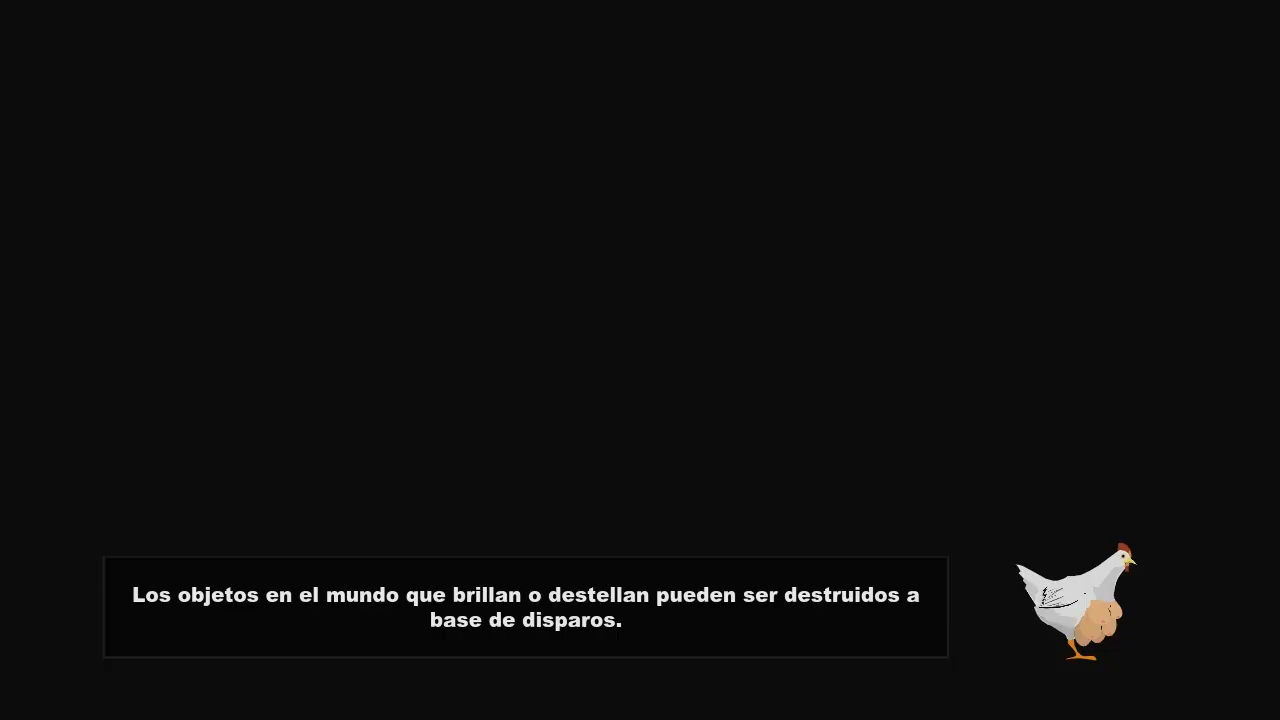 Los objetos en el mundo que brillan o destellan pueden ser destruidos a
base de disparos.